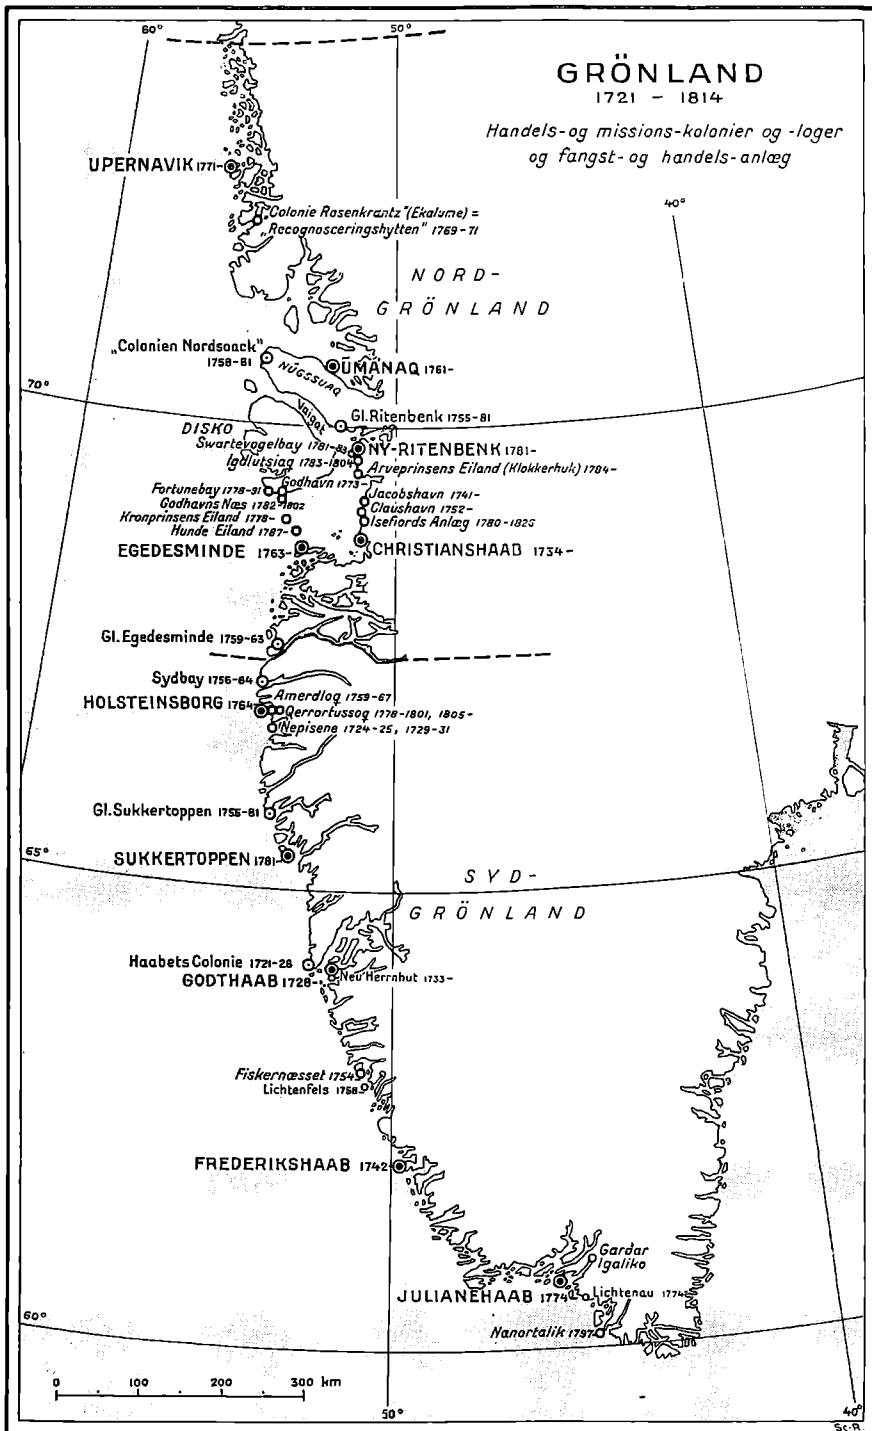 60°
50°
GRÖNLAND
1721 - 1814
Handels- og missions-kolonier og -loger
og fangst- og handels-anlæg
UPERNAVIK 1771-
40°
„Colonie Rosenkrantz" (Ekalume) =
„Recognosceringshytten" 1769-71
NORD-
GRÖNLAND
„Colonien Nordsoack"
1758-61
ŪMÁNAQ 1761-
NÛGSSUAQ
70°
Vaigat
Gl. Ritenbenk 1755-81
DISKO
Swartevogelbay 1781-83
NY-RITENBENK 1781-
Igdlutsiaq 1783-1804
Arveprinsens Eiland (Klokkerhuk) 1784-
Godhavn 1773-
Fortunebay 1778-91
Jacobshavn 1741-
Godhavns Næs 1782-1802
Claushavn 1752-
Kronprinsens Eiland 1778-
Isefiords Anlæg 1780-1826
Hunde Eiland 1787-
EGEDESMINDE 1763-
CHRISTIANSHAAB 1734-
Gl. Egedesminde 1759-63
Sydbay 1756-64
Amerdloq 1759-67
HOLSTEINSBORG 1764-
Qerrortussoq 1778-1801, 1805-
Nepisene 1724-25, 1729-31
Gl. Sukkertoppen 1755-81
65°
SUKKERTOPPEN 1781-
SYD-
GRÖNLAND
Haabets Colonie 1721-28
GODTHAAB 1728-
Neu Herrnhut 1733-
Fiskernæsset 1754-
Lichtenfels 1758-
FREDERIKSHAAB 1742-
Gardar
Igaliko
JULIANEHAAB 1774-
Lichtenau 1774-
60°
Nanortalik 1797-
0 100 200 300 km
50°
40°
Sc.R.